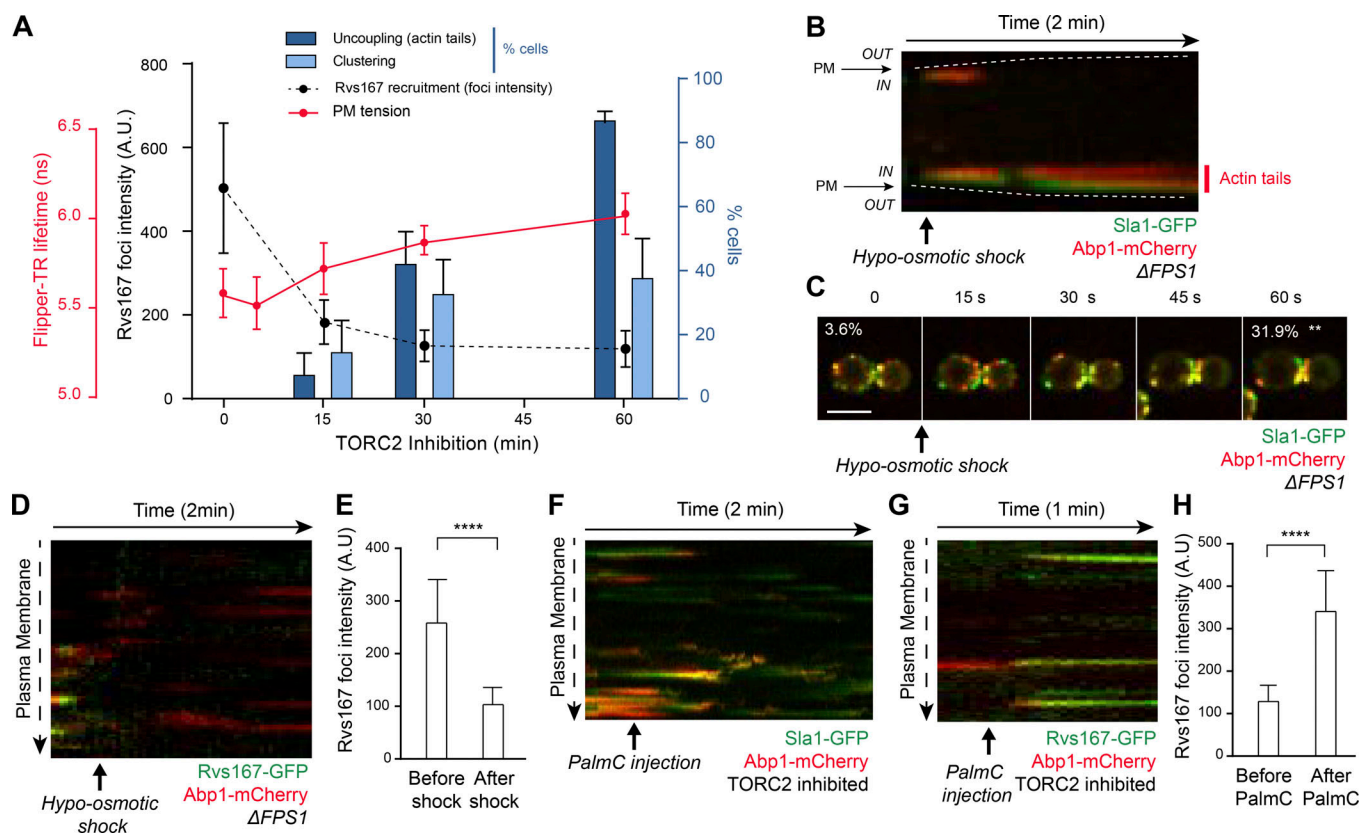 A
Uncoupling (actin tails)
Clustering
% cells
Rvs167 recruitment (foci intensity)
PM tension
Flipper-TR lifetime (ns)
6.5
6.0
5.5
5.0
Rvs167 foci intensity (A.U.)
800
600
400
200
0
100
80
60
40
20
0
% cells
0 15 30 45 60
TORC2 Inhibition (min)
B
Time (2 min)
PM OUT
IN
IN
PM OUT
Actin tails
Sla1-GFP
Hypo-osmotic shock Abp1-mCherry
ΔFPS1
C
0 15 s 30 s 45 s 60 s
3.6% 31.9% **
Sla1-GFP
Hypo-osmotic shock Abp1-mCherry
ΔFPS1
D
Time (2min)
Plasma Membrane
Rvs167-GFP
Abp1-mCherry
ΔFPS1
Hypo-osmotic
shock
E
Rvs167 foci intensity (A.U.)
400
300
200
100
0
****
Before
shock
After
shock
F
Time (2 min)
Plasma Membrane
PalmC injection
Sla1-GFP
Abp1-mCherry
TORC2 inhibited
G
Time (1 min)
Plasma Membrane
PalmC
injection
Rvs167-GFP
Abp1-mCherry
TORC2 inhibited
H
Rvs167 foci intensity (A.U)
500
400
300
200
100
0
****
Before
PalmC
After
PalmC